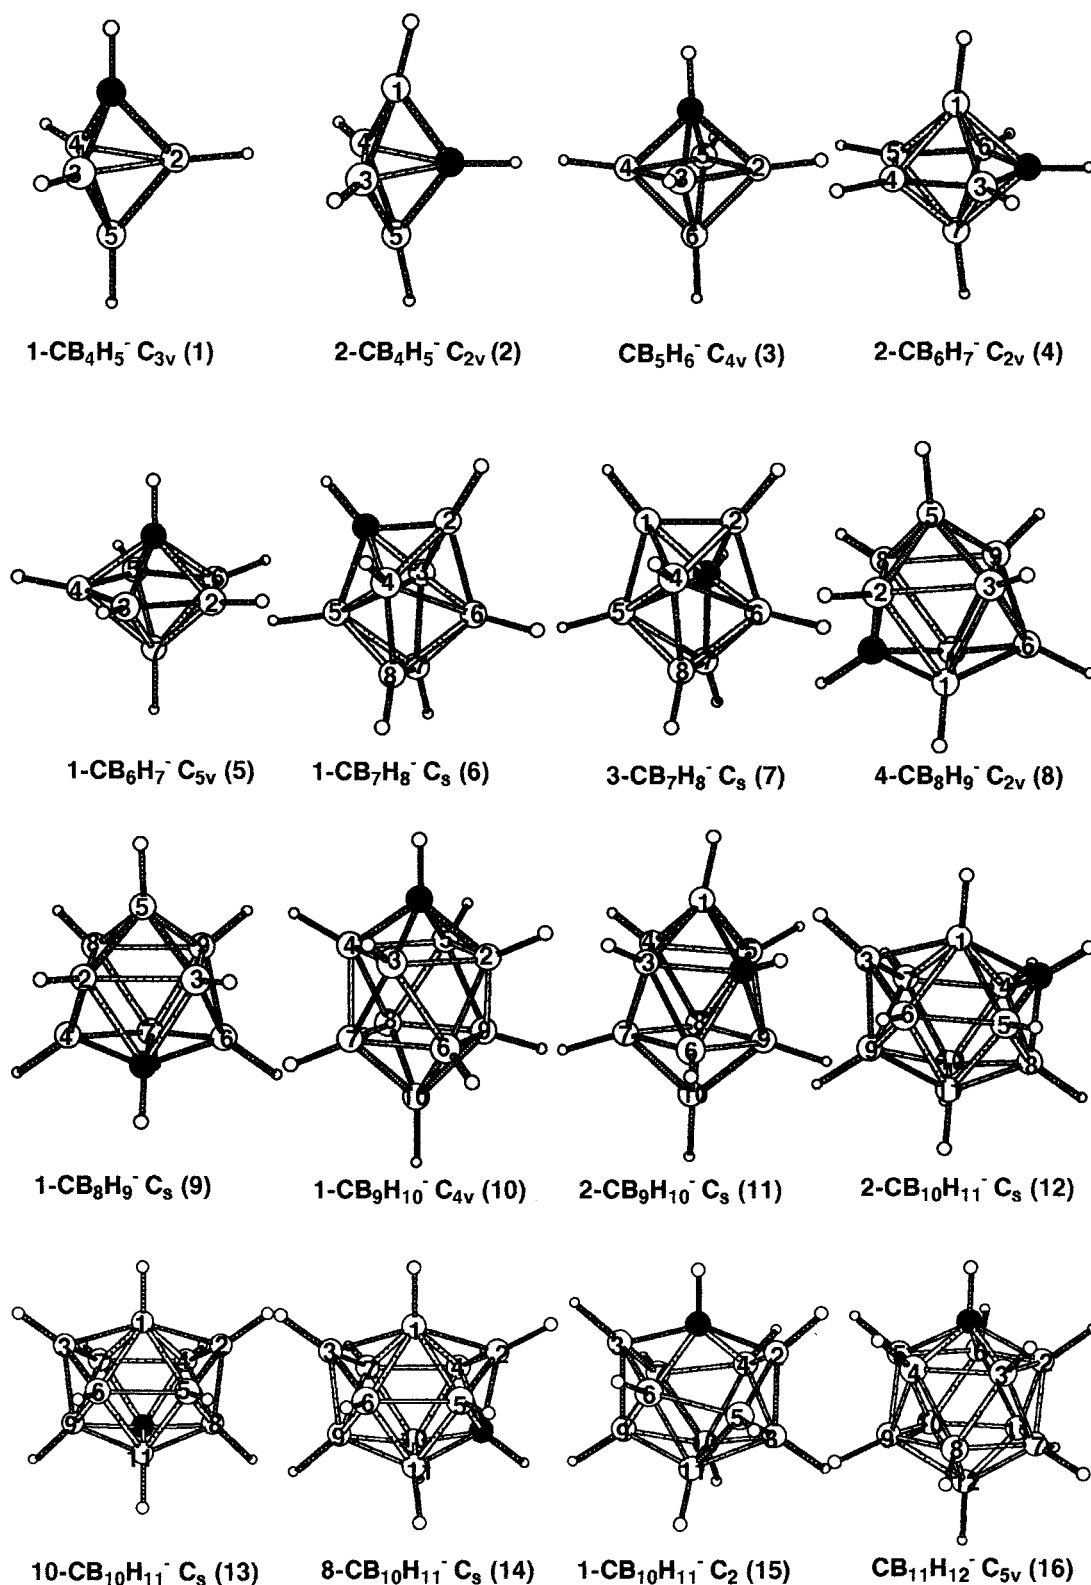 1-CB₄H₅⁻ C₃ᵥ (1)
2-CB₄H₅⁻ C₂ᵥ (2)
CB₅H₆⁻ C₄ᵥ (3)
2-CB₆H₇⁻ C₂ᵥ (4)
1-CB₆H₇⁻ C₅ᵥ (5)
1-CB₇H₈⁻ Cₛ (6)
3-CB₇H₈⁻ Cₛ (7)
4-CB₈H₉⁻ C₂ᵥ (8)
1-CB₈H₉⁻ Cₛ (9)
1-CB₉H₁₀⁻ C₄ᵥ (10)
2-CB₉H₁₀⁻ Cₛ (11)
2-CB₁₀H₁₁⁻ Cₛ (12)
10-CB₁₀H₁₁⁻ Cₛ (13)
8-CB₁₀H₁₁⁻ Cₛ (14)
1-CB₁₀H₁₁⁻ C₂ (15)
CB₁₁H₁₂⁻ C₅ᵥ (16)